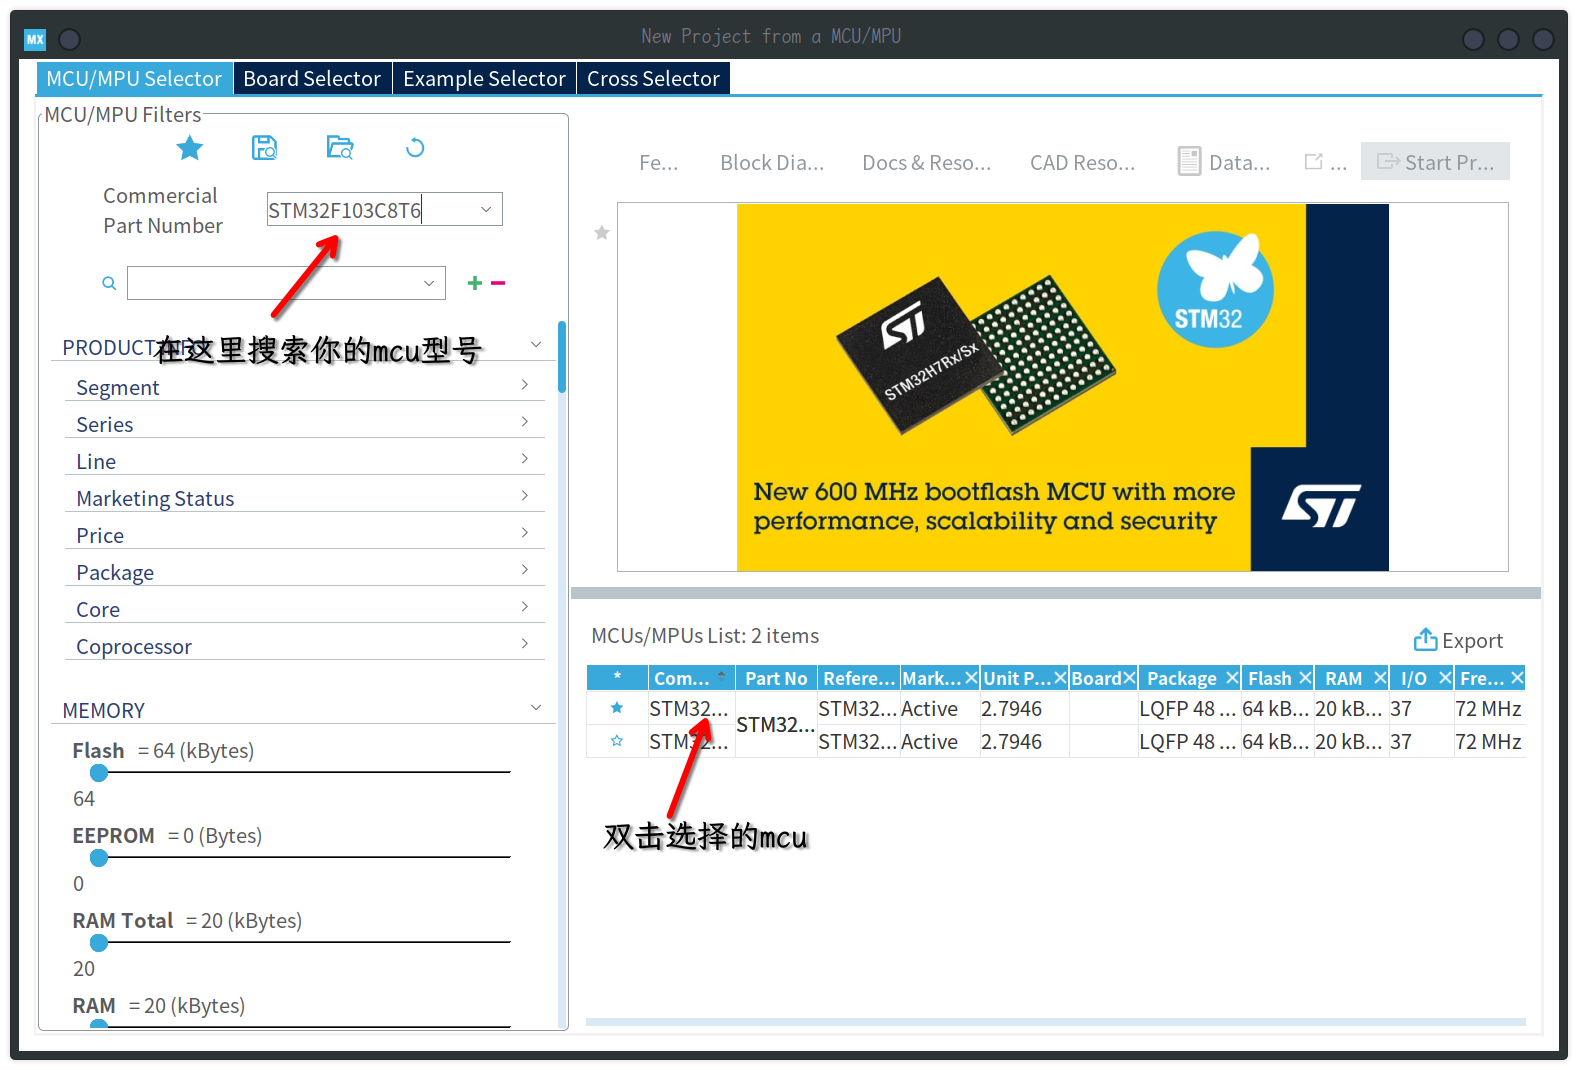 MX
New Project from a MCU/MPU
MCU/MPU Selector
Board Selector
Example Selector
Cross Selector
MCU/MPU Filters
Commercial
Part Number
STM32F103C8T6
在这里搜索你的mcu型号
PRODUCT
Segment
Series
Line
Marketing Status
Price
Package
Core
Coprocessor
MEMORY
Flash = 64 (kBytes)
64
EEPROM = 0 (Bytes)
0
RAM Total = 20 (kBytes)
20
RAM = 20 (kBytes)
Fe...
Block Dia...
Docs & Reso...
CAD Reso...
Data...
...
Start Pr...
STM32
ST
STM32H7Rx/Sx
New 600 MHz bootflash MCU with more
performance, scalability and security
ST
MCUs/MPUs List: 2 items
Export
* Com... Part No Refere... Mark... Unit P... Board Package Flash RAM I/O Fre...
STM32... STM32... STM32... Active 2.7946 LQFP 48 ... 64 kB... 20 kB... 37 72 MHz
STM32... STM32... Active 2.7946 LQFP 48 ... 64 kB... 20 kB... 37 72 MHz
双击选择的mcu